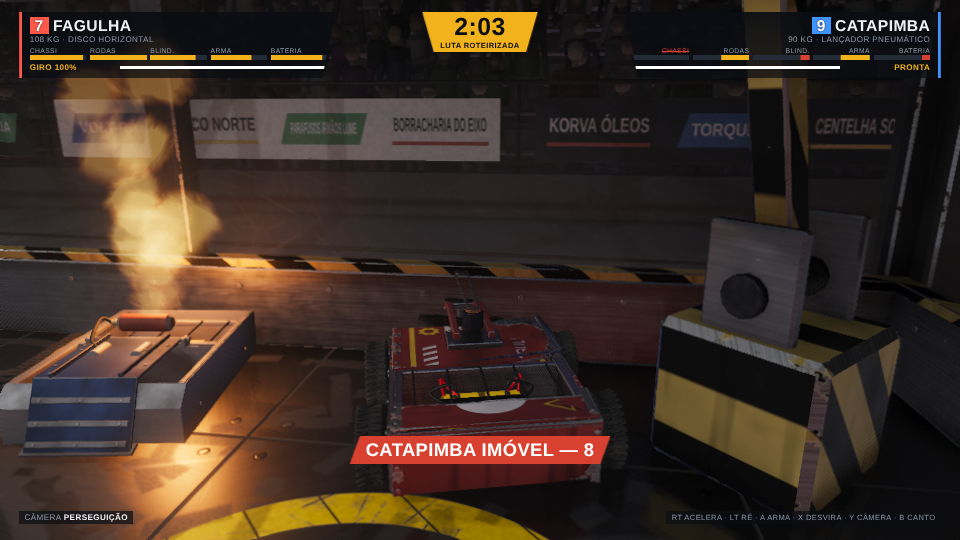 7 FAGULHA
108 KG · DISCO HORIZONTAL
CHASSI RODAS BLIND. ARMA BATERIA
GIRO 100%
2:03
LUTA ROTEIRIZADA
9 CATAPIMBA
90 KG · LANÇADOR PNEUMÁTICO
CHASSI RODAS BLIND. ARMA BATERIA
PRONTA
CO NORTE
BORRACHARIA DO EIXO
KORVA ÓLEOS
TORQU
CENTELHA SO
CATAPIMBA IMÓVEL — 8
CÂMERA PERSEGUIÇÃO
RT ACELERA · LT RÉ · A ARMA · X DESVIRA · Y CÂMERA · B CANTO